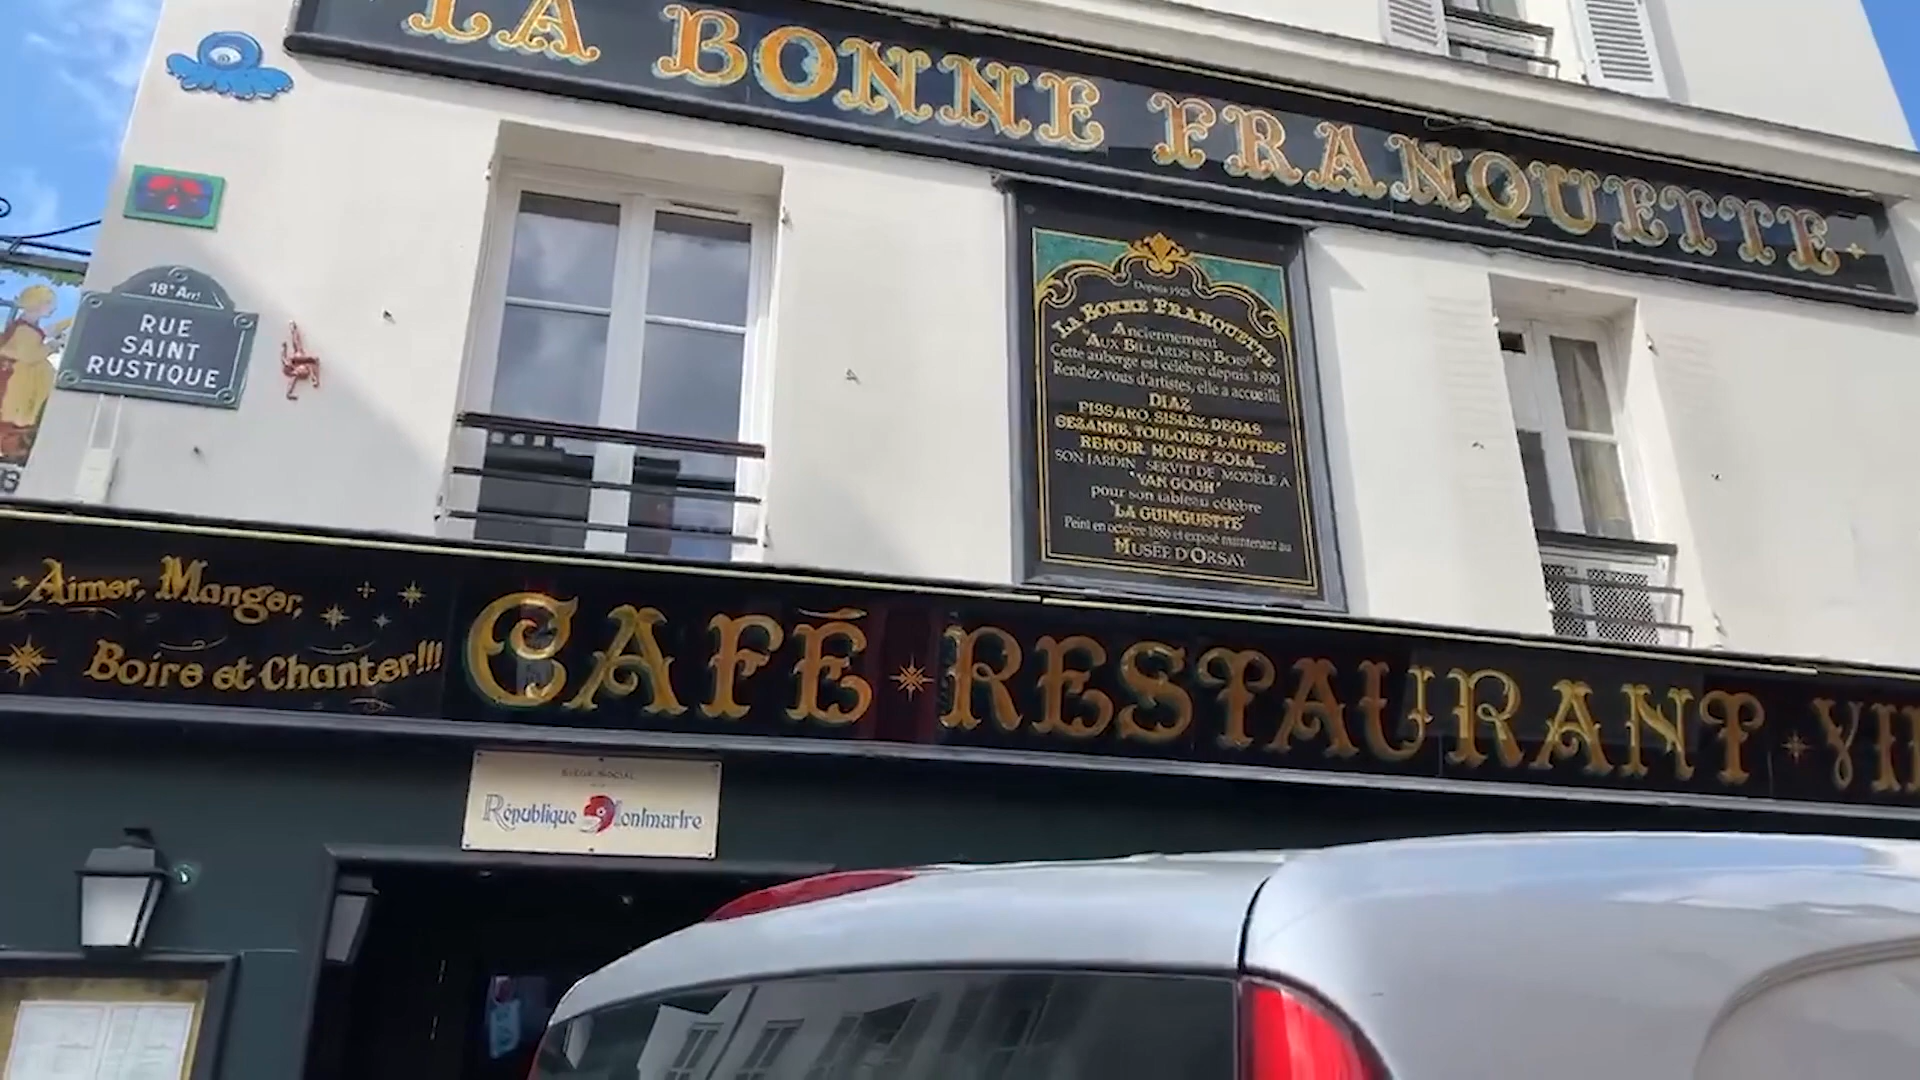 LA BONNE FRANQUETTE
18e Arrt
RUE
SAINT
RUSTIQUE
Depuis 1925
LA BONNE FRANQUETTE
Anciennement
"AUX BILLARDS EN BOIS"
Cette auberge est célèbre depuis 1890
Rendez-vous d'artistes, elle a accueilli
DIAZ
PISSARO, SISLEY, DEGAS
CEZANNE, TOULOUSE-LAUTREC
RENOIR, MONET ZOLA...
SON JARDIN SERVIT DE MODÈLE A
"VAN GOGH"
pour son tableau célèbre
"LA GUINGUETTE"
Peint en octobre 1886 et exposé maintenant au
MUSÉE D'ORSAY
Aimer, Manger,
Boire et Chanter!!!
CAFÉ RESTAURANT VI
SIEGE SOCIAL
République Montmartre